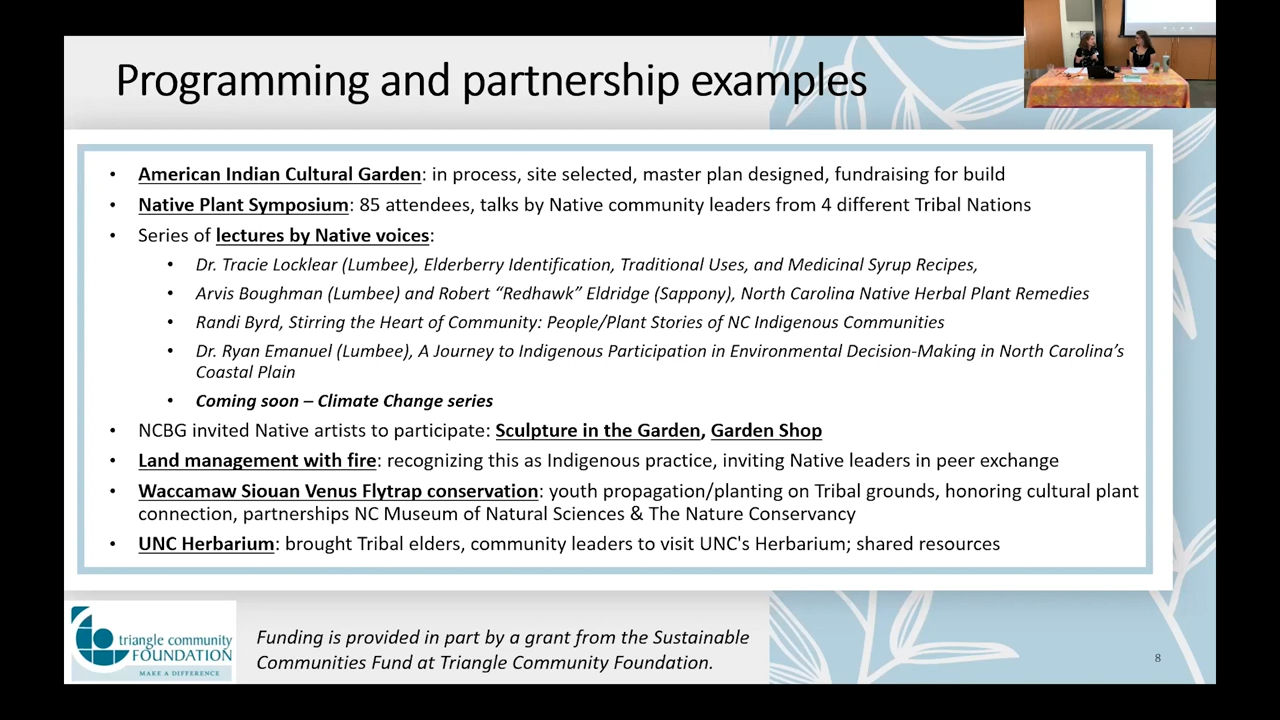 Programming and partnership examples
• American Indian Cultural Garden: in process, site selected, master plan designed, fundraising for build
• Native Plant Symposium: 85 attendees, talks by Native community leaders from 4 different Tribal Nations
• Series of lectures by Native voices:
• Dr. Tracie Locklear (Lumbee), Elderberry Identification, Traditional Uses, and Medicinal Syrup Recipes,
• Arvis Boughman (Lumbee) and Robert “Redhawk” Eldridge (Sappony), North Carolina Native Herbal Plant Remedies
• Randi Byrd, Stirring the Heart of Community: People/Plant Stories of NC Indigenous Communities
• Dr. Ryan Emanuel (Lumbee), A Journey to Indigenous Participation in Environmental Decision-Making in North Carolina’s
Coastal Plain
• Coming soon – Climate Change series
• NCBG invited Native artists to participate: Sculpture in the Garden, Garden Shop
• Land management with fire: recognizing this as Indigenous practice, inviting Native leaders in peer exchange
• Waccamaw Siouan Venus Flytrap conservation: youth propagation/planting on Tribal grounds, honoring cultural plant
connection, partnerships NC Museum of Natural Sciences & The Nature Conservancy
• UNC Herbarium: brought Tribal elders, community leaders to visit UNC's Herbarium; shared resources
triangle community
FOUNDATION
MAKE A DIFFERENCE
Funding is provided in part by a grant from the Sustainable
Communities Fund at Triangle Community Foundation.
8